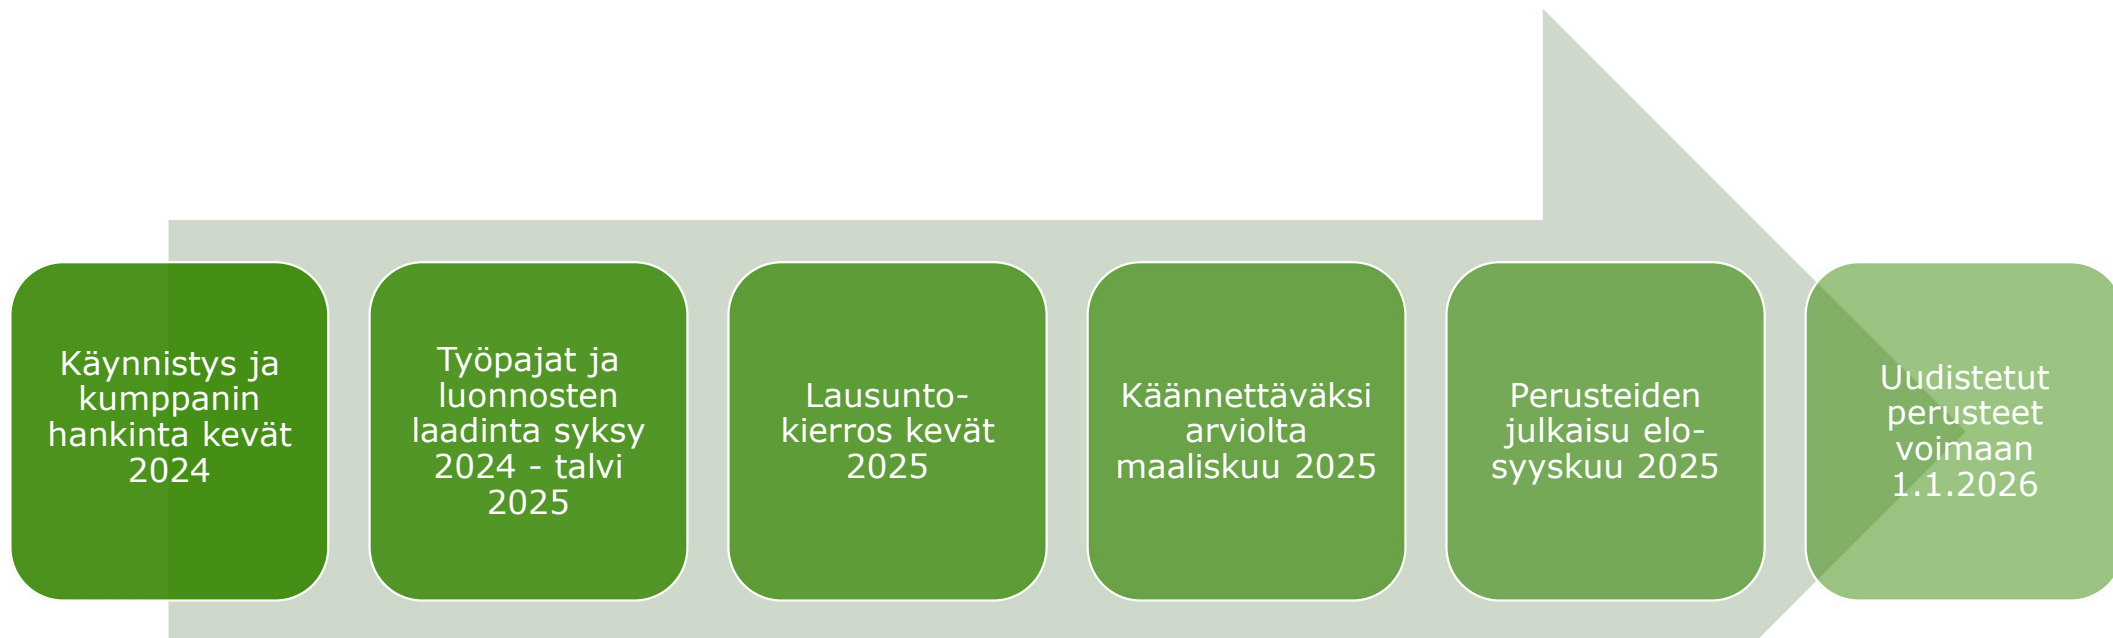 Käynnistys ja
kumppanin
hankinta kevät
2024
Työpajat ja
luonnosten
laadinta syksy
2024 - talvi
2025
Lausunto-
kierros kevät
2025
Käännettäväksi
arviolta
maaliskuu 2025
Perusteiden
julkaisu elo-
syyskuu 2025
Uudistetut
perusteet
voimaan
1.1.2026